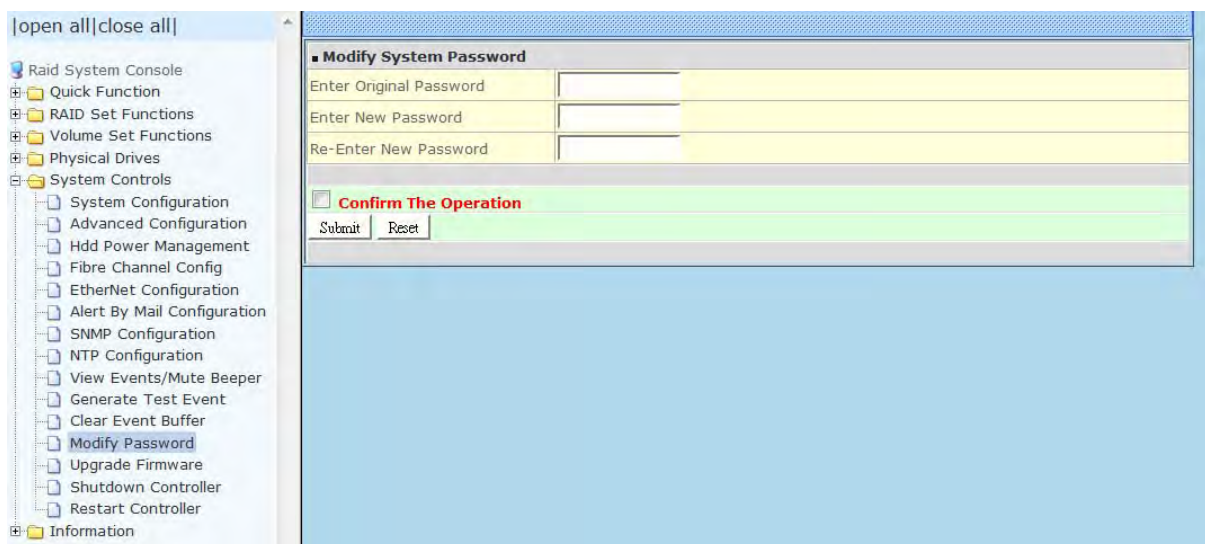 |open all|close all|
Raid System Console
Quick Function
RAID Set Functions
Volume Set Functions
Physical Drives
System Controls
System Configuration
Advanced Configuration
Hdd Power Management
Fibre Channel Config
EtherNet Configuration
Alert By Mail Configuration
SNMP Configuration
NTP Configuration
View Events/Mute Beeper
Generate Test Event
Clear Event Buffer
Modify Password
Upgrade Firmware
Shutdown Controller
Restart Controller
Information
Modify System Password
Enter Original Password
Enter New Password
Re-Enter New Password
Confirm The Operation
Submit Reset